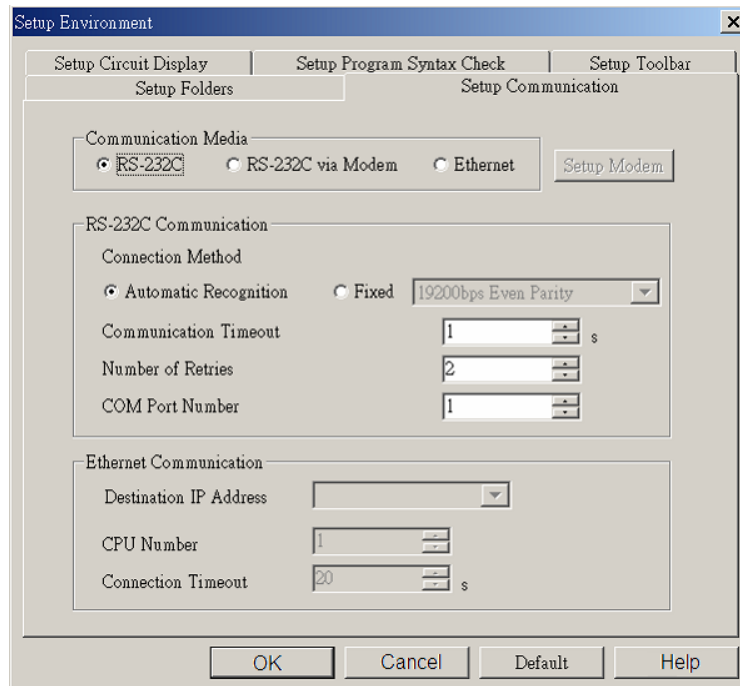 Setup Environment
Setup Circuit Display Setup Program Syntax Check Setup Toolbar
Setup Folders Setup Communication
Communication Media
RS-232C RS-232C via Modem Ethernet Setup Modem
RS-232C Communication
Connection Method
Automatic Recognition Fixed 19200bps Even Parity
Communication Timeout 1 s
Number of Retries 2
COM Port Number 1
Ethernet Communication
Destination IP Address
CPU Number 1
Connection Timeout 20 s
OK Cancel Default Help